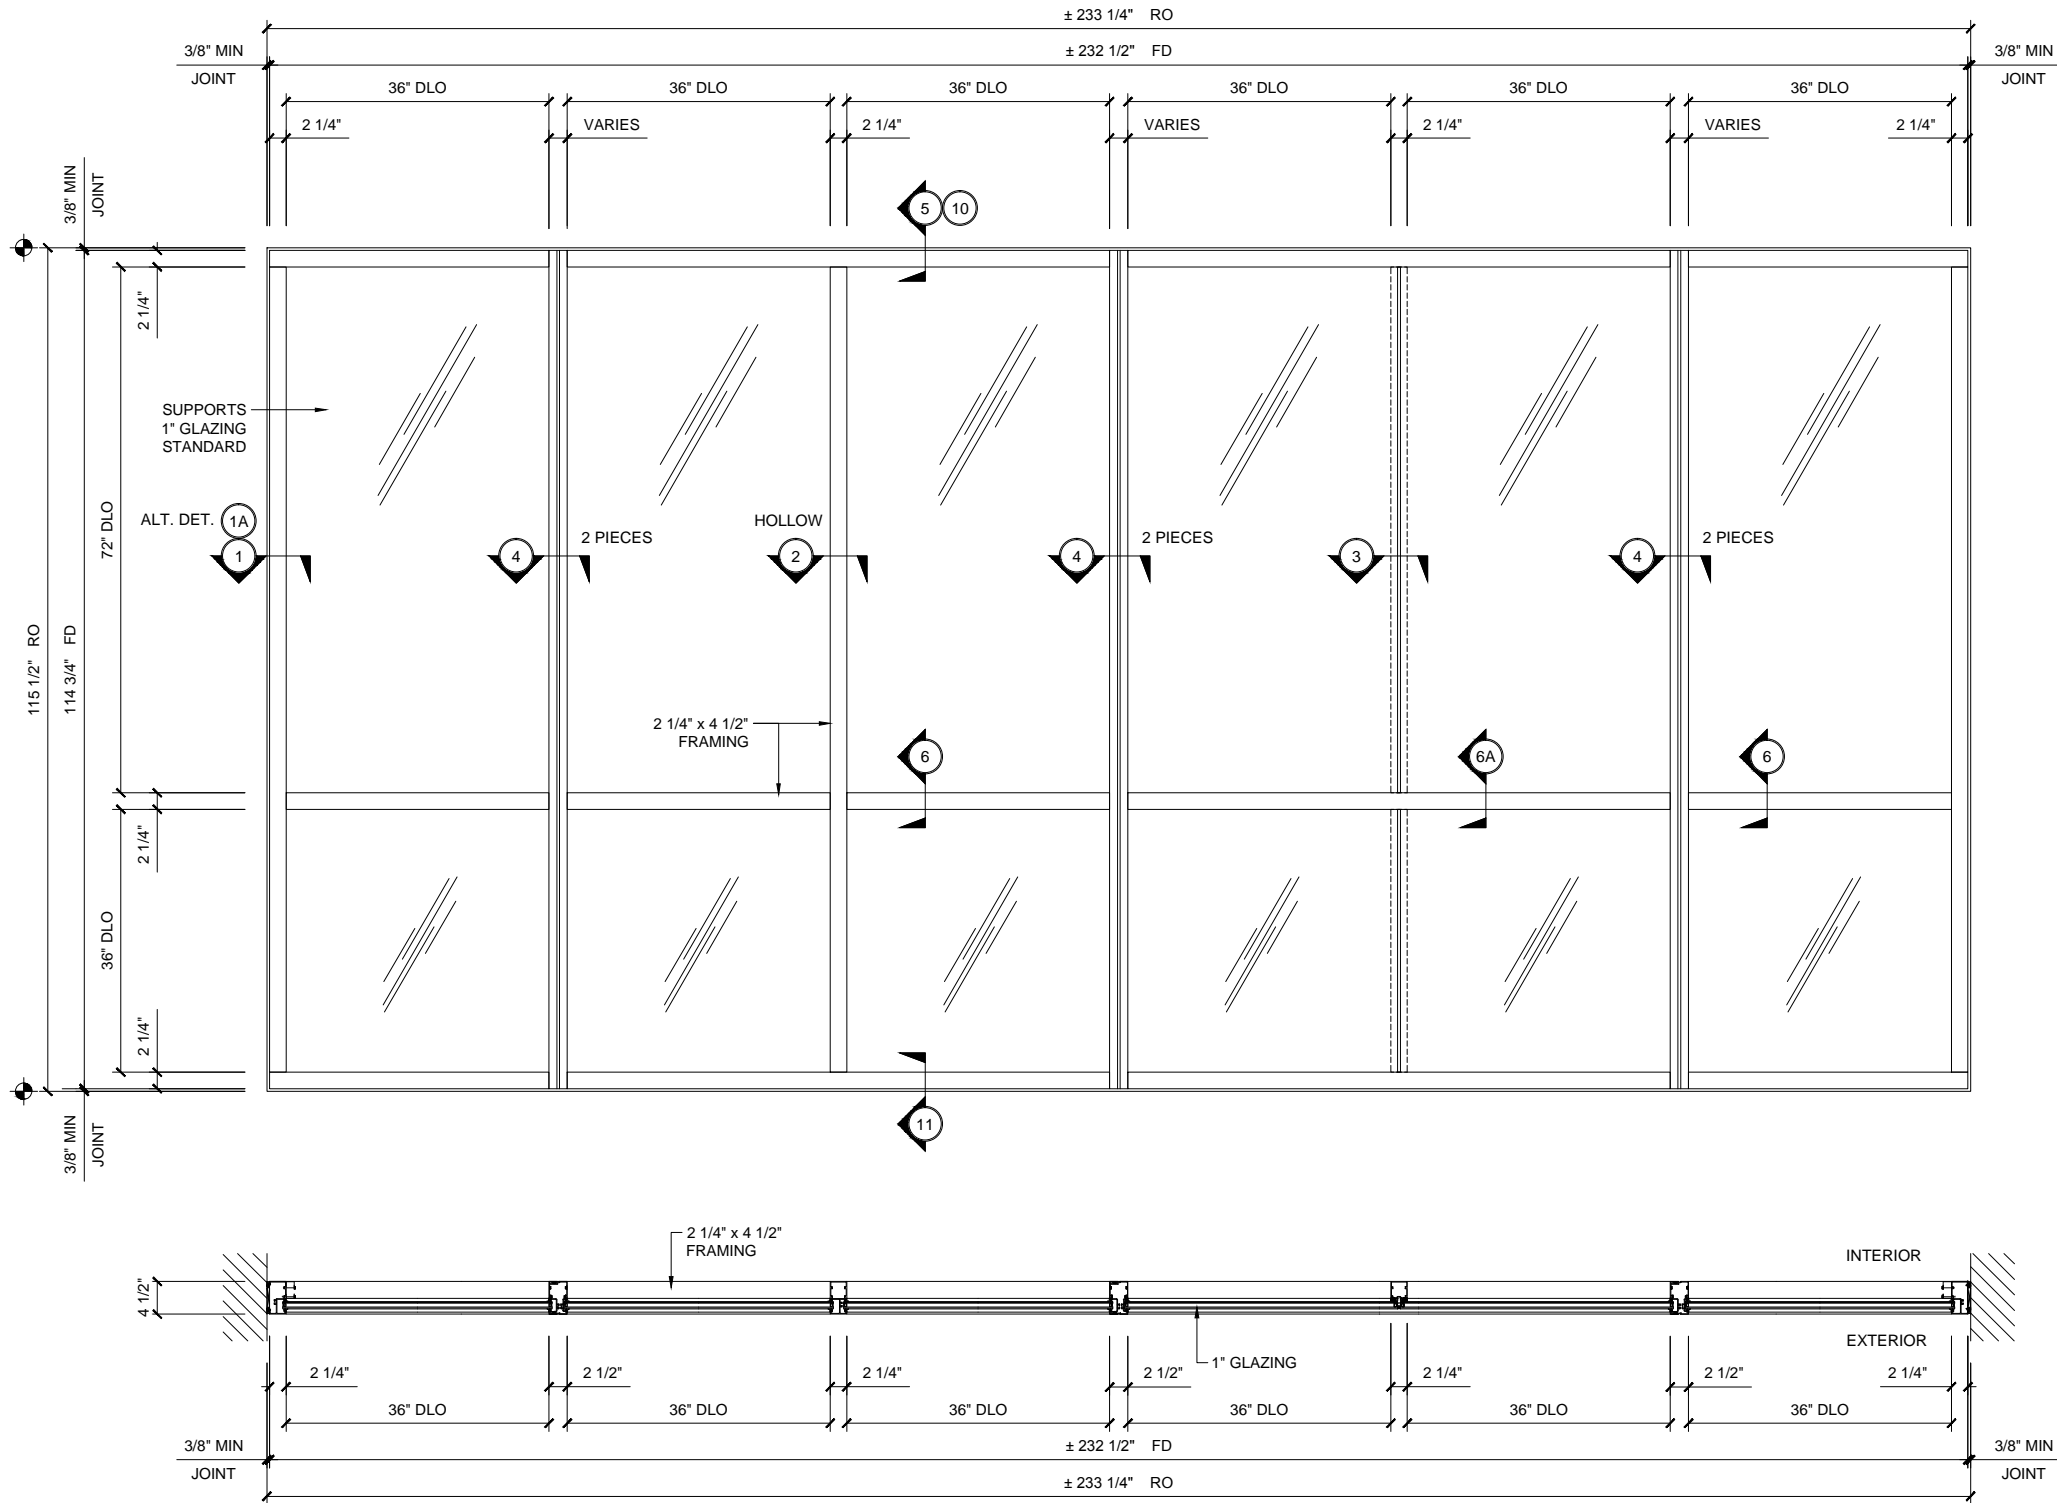 ± 233 1/4" RO
3/8" MIN
JOINT
± 232 1/2" FD
3/8" MIN
JOINT
36" DLO
36" DLO
36" DLO
36" DLO
36" DLO
36" DLO
2 1/4"
VARIES
2 1/4"
VARIES
2 1/4"
VARIES
2 1/4"
3/8" MIN
JOINT
5
10
2 1/4"
SUPPORTS
1" GLAZING
STANDARD
72" DLO
ALT. DET.
1A
1
4
2 PIECES
HOLLOW
2
4
2 PIECES
3
4
2 PIECES
115 1/2" RO
114 3/4" FD
2 1/4" x 4 1/2"
FRAMING
6
6A
6
2 1/4"
36" DLO
2 1/4"
3/8" MIN
JOINT
11
2 1/4" x 4 1/2"
FRAMING
INTERIOR
4 1/2"
EXTERIOR
1" GLAZING
2 1/4"
2 1/2"
2 1/4"
2 1/2"
2 1/4"
2 1/2"
2 1/4"
36" DLO
36" DLO
36" DLO
36" DLO
36" DLO
36" DLO
3/8" MIN
JOINT
± 232 1/2" FD
3/8" MIN
JOINT
± 233 1/4" RO